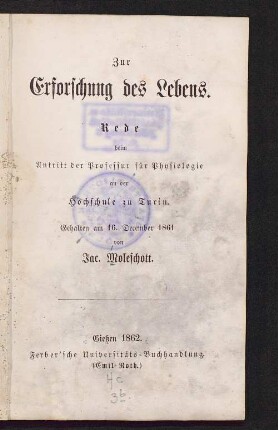 Zur
Erforschung des Lebens.
Rede
beim
Antritt der Professur für Physiologie
an der
Hochschule zu Turin.
Gehalten am 16. December 1861
von
Jac. Moleschott.
Gießen 1862.
Ferber'sche Universitäts-Buchhandlung
(Emil Roth.)